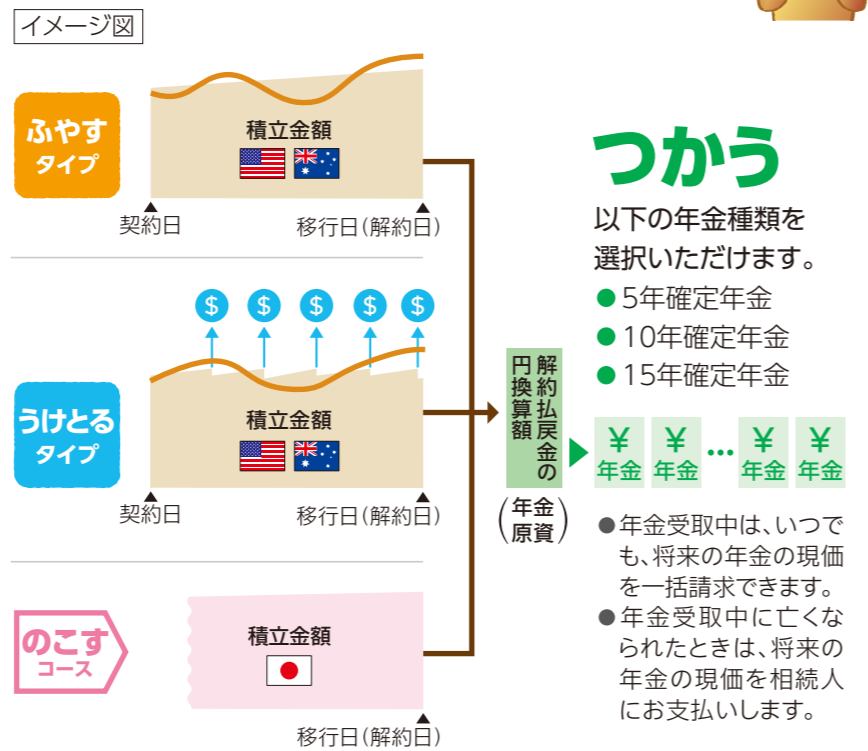 イメージ図
ふやす
タイプ
積立金額
契約日
移行日(解約日)
$ $ $ $ $
うけとる
タイプ
積立金額
契約日
移行日(解約日)
のこす
コース
積立金額
移行日(解約日)
解約払戻金の
円換算額
(年金
原資)
つかう
以下の年金種類を
選択いただけます。
●5年確定年金
●10年確定年金
●15年確定年金
¥ ¥ … ¥ ¥
年金 年金 年金 年金
●年金受取中は、いつで
も、将来の年金の現価
を一括請求できます。
●年金受取中に亡くな
られたときは、将来の
年金の現価を相続人
にお支払いします。